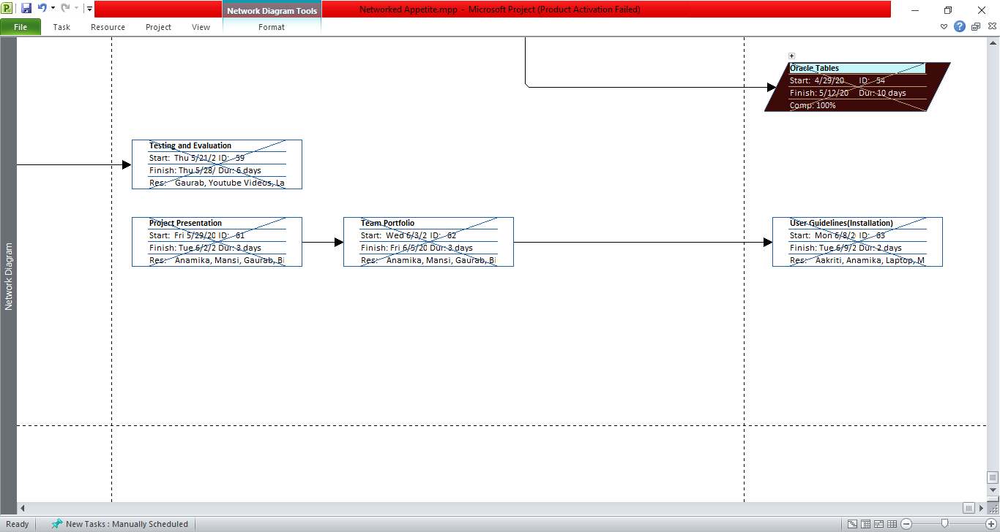 Network Diagram Tools
Networked Appetite.mpp - Microsoft Project (Product Activation Failed)
File Task Resource Project View Format
Network Diagram
Oracle Tables
Start: 4/29/20 ID: 54
Finish: 5/12/20 Dur: 10 days
Comp: 100%
Testing and Evaluation
Start: Thu 5/21/2 ID: 59
Finish: Thu 5/28/ Dur: 6 days
Res: Gaurab, Youtube Videos, La
Project Presentation
Start: Fri 5/29/20 ID: 61
Finish: Tue 6/2/2 Dur: 3 days
Res: Anamika, Mansi, Gaurab, Bi
Team Portfolio
Start: Wed 6/3/2 ID: 62
Finish: Fri 6/5/20 Dur: 3 days
Res: Anamika, Mansi, Gaurab, Bi
User Guidelines(Installation)
Start: Mon 6/8/2 ID: 63
Finish: Tue 6/9/2 Dur: 2 days
Res: Aakriti, Anamika, Laptop, M
Ready New Tasks : Manually Scheduled